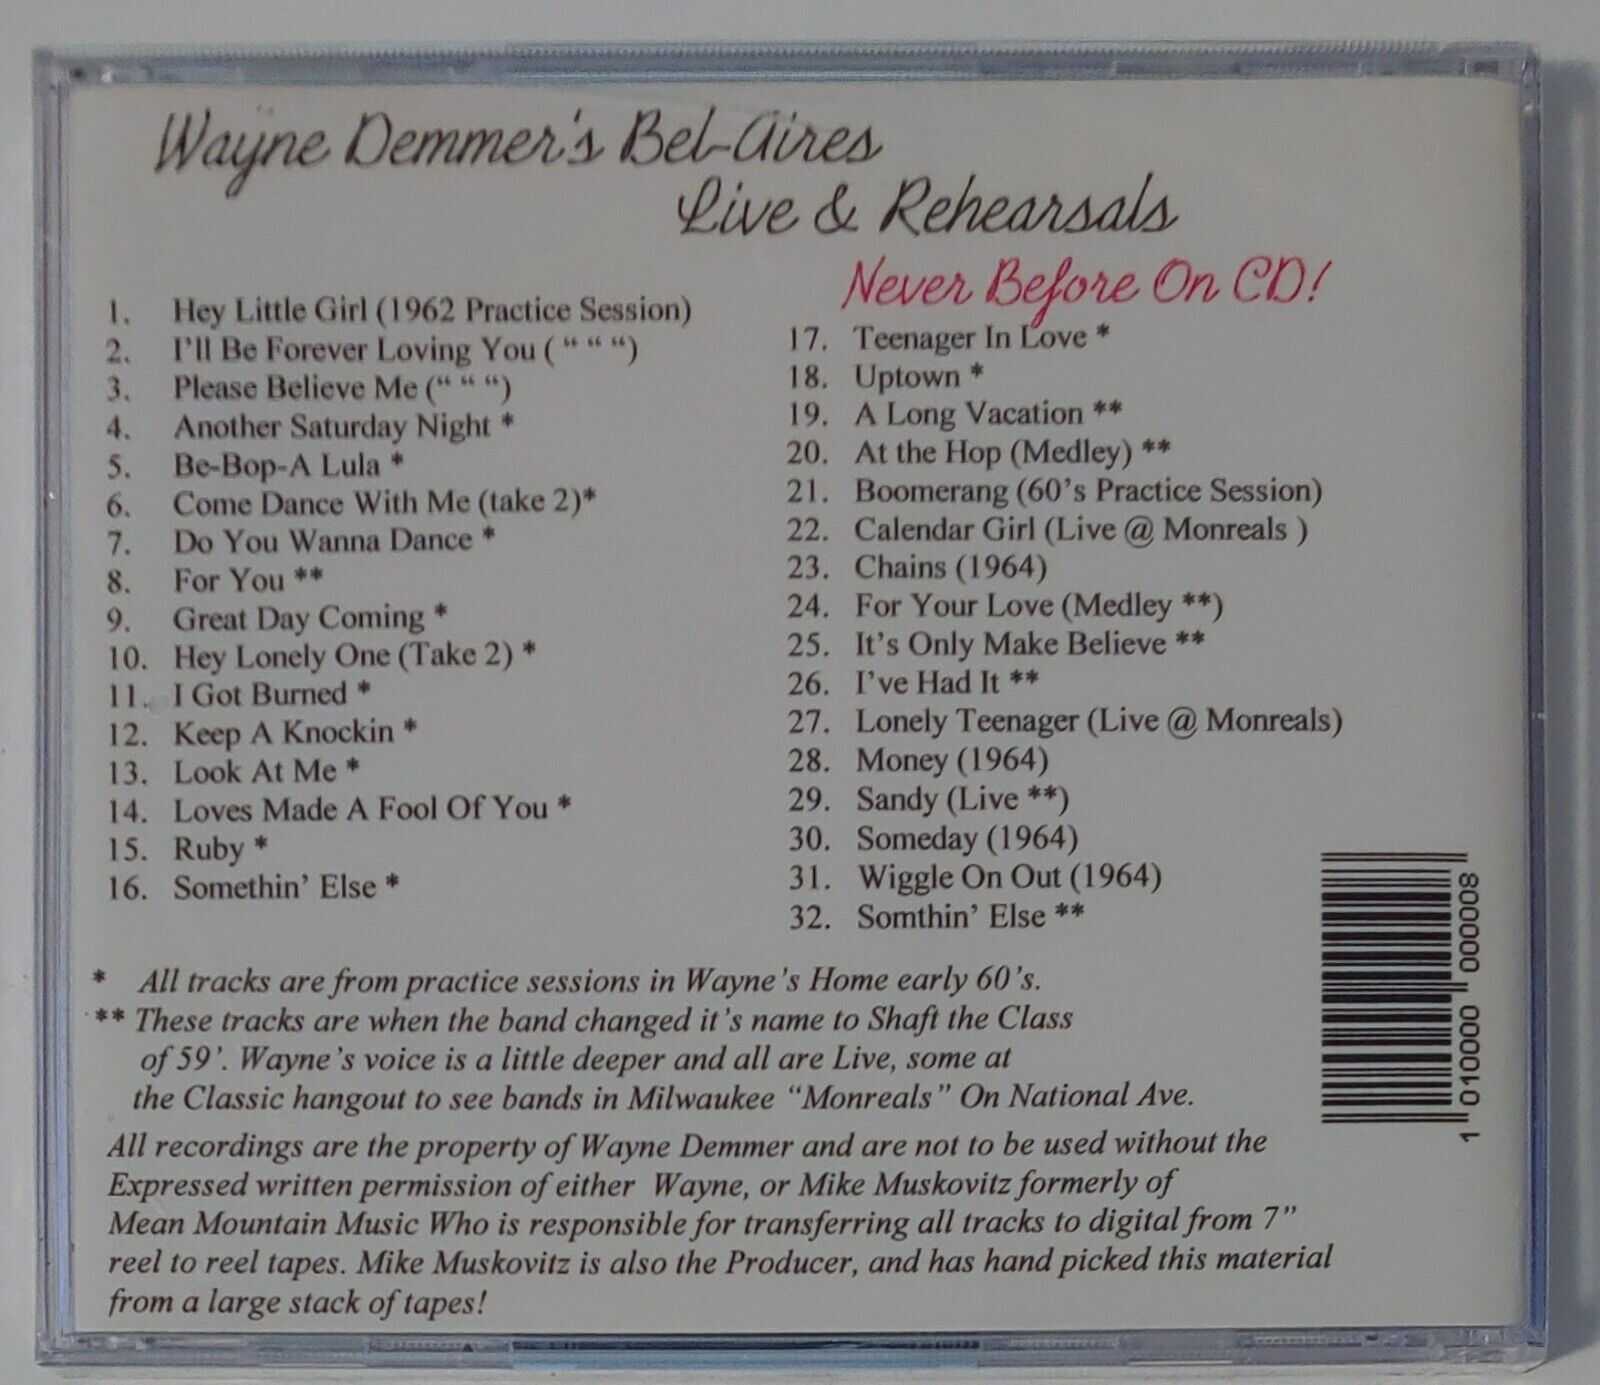 Wayne Demmer's Bel-Aires
Live & Rehearsals
Never Before On CD!
1. Hey Little Girl (1962 Practice Session)
2. I'll Be Forever Loving You ( “ “ “)
3. Please Believe Me (“ “ “)
4. Another Saturday Night *
5. Be-Bop-A Lula *
6. Come Dance With Me (take 2)*
7. Do You Wanna Dance *
8. For You **
9. Great Day Coming *
10. Hey Lonely One (Take 2) *
11. I Got Burned *
12. Keep A Knockin *
13. Look At Me *
14. Loves Made A Fool Of You *
15. Ruby *
16. Somethin' Else *
17. Teenager In Love *
18. Uptown *
19. A Long Vacation **
20. At the Hop (Medley) **
21. Boomerang (60's Practice Session)
22. Calendar Girl (Live @ Monreals )
23. Chains (1964)
24. For Your Love (Medley **)
25. It's Only Make Believe **
26. I've Had It **
27. Lonely Teenager (Live @ Monreals)
28. Money (1964)
29. Sandy (Live **)
30. Someday (1964)
31. Wiggle On Out (1964)
32. Somthin' Else **
* All tracks are from practice sessions in Wayne's Home early 60's.
** These tracks are when the band changed it's name to Shaft the Class
of 59'. Wayne's voice is a little deeper and all are Live, some at
the Classic hangout to see bands in Milwaukee “Monreals” On National Ave.
All recordings are the property of Wayne Demmer and are not to be used without the
Expressed written permission of either Wayne, or Mike Muskovitz formerly of
Mean Mountain Music Who is responsible for transferring all tracks to digital from 7”
reel to reel tapes. Mike Muskovitz is also the Producer, and has hand picked this material
from a large stack of tapes!
1 010000 000008